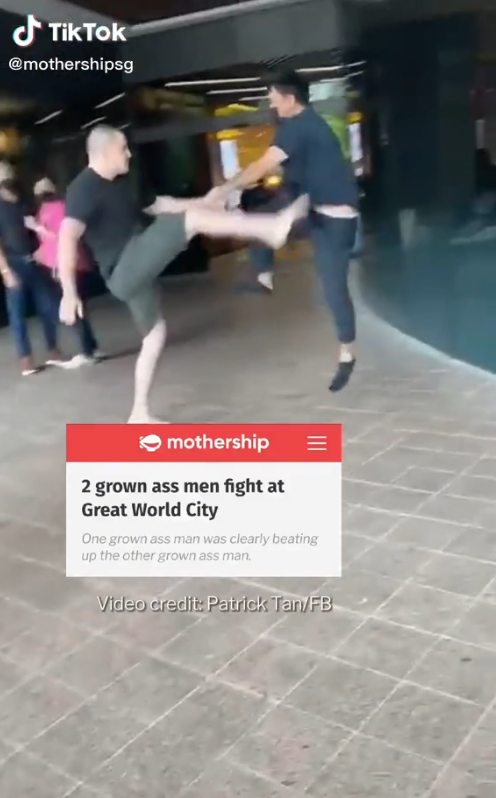 TikTok
@mothershipsg
mothership
2 grown ass men fight at
Great World City
One grown ass man was clearly beating
up the other grown ass man.
Video credit: Patrick Tan/FB